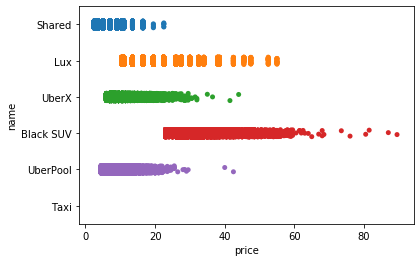 Shared
Lux
UberX
Black SUV
UberPool
Taxi
name
0 20 40 60 80
price